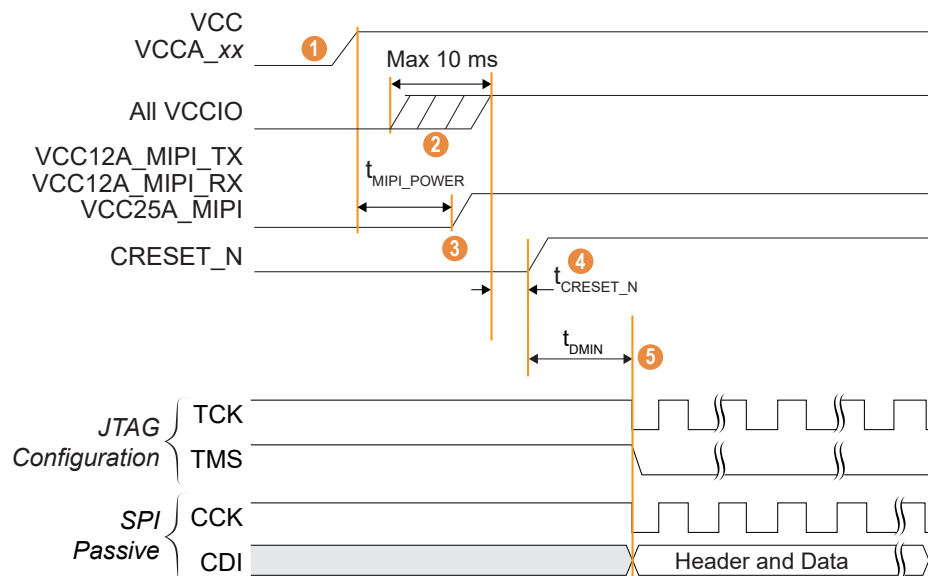 VCC
VCCA_xx
1
Max 10 ms
All VCCIO
2
VCC12A_MIPI_TX
VCC12A_MIPI_RX
VCC25A_MIPI
tMIPI_POWER
3
CRESET_N
4
tCRESET_N
tDMIN
5
JTAG
Configuration
TCK
TMS
SPI
Passive
CCK
CDI
Header and Data